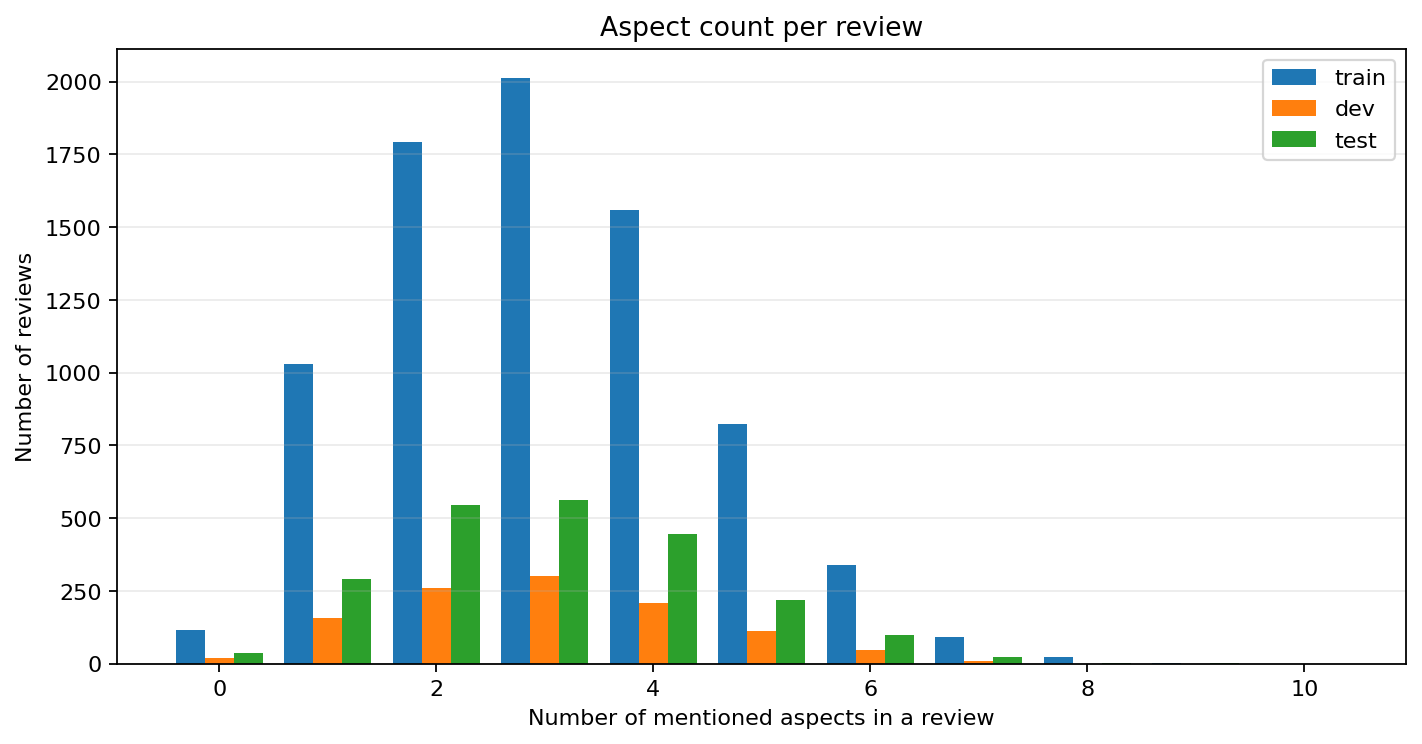 Aspect count per review
train
dev
test
Number of reviews
2000
1750
1500
1250
1000
750
500
250
0
0 2 4 6 8 10
Number of mentioned aspects in a review